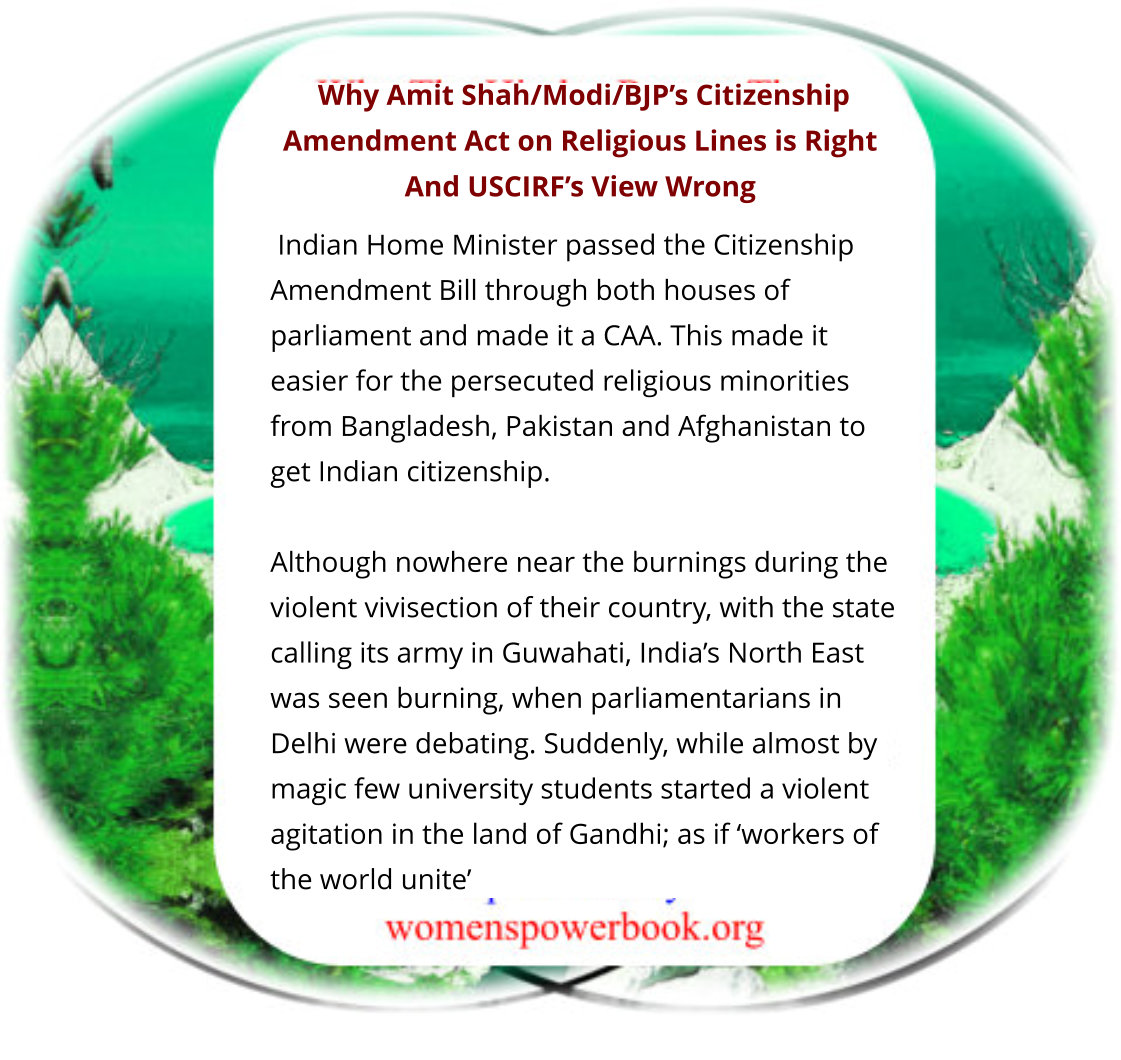 Why Amit Shah/Modi/BJP’s Citizenship
Amendment Act on Religious Lines is Right
And USCIRF’s View Wrong
Indian Home Minister passed the Citizenship
Amendment Bill through both houses of
parliament and made it a CAA. This made it
easier for the persecuted religious minorities
from Bangladesh, Pakistan and Afghanistan to
get Indian citizenship.
Although nowhere near the burnings during the
violent vivisection of their country, with the state
calling its army in Guwahati, India’s North East
was seen burning, when parliamentarians in
Delhi were debating. Suddenly, while almost by
magic few university students started a violent
agitation in the land of Gandhi; as if ‘workers of
the world unite’
womenspowerbook.org